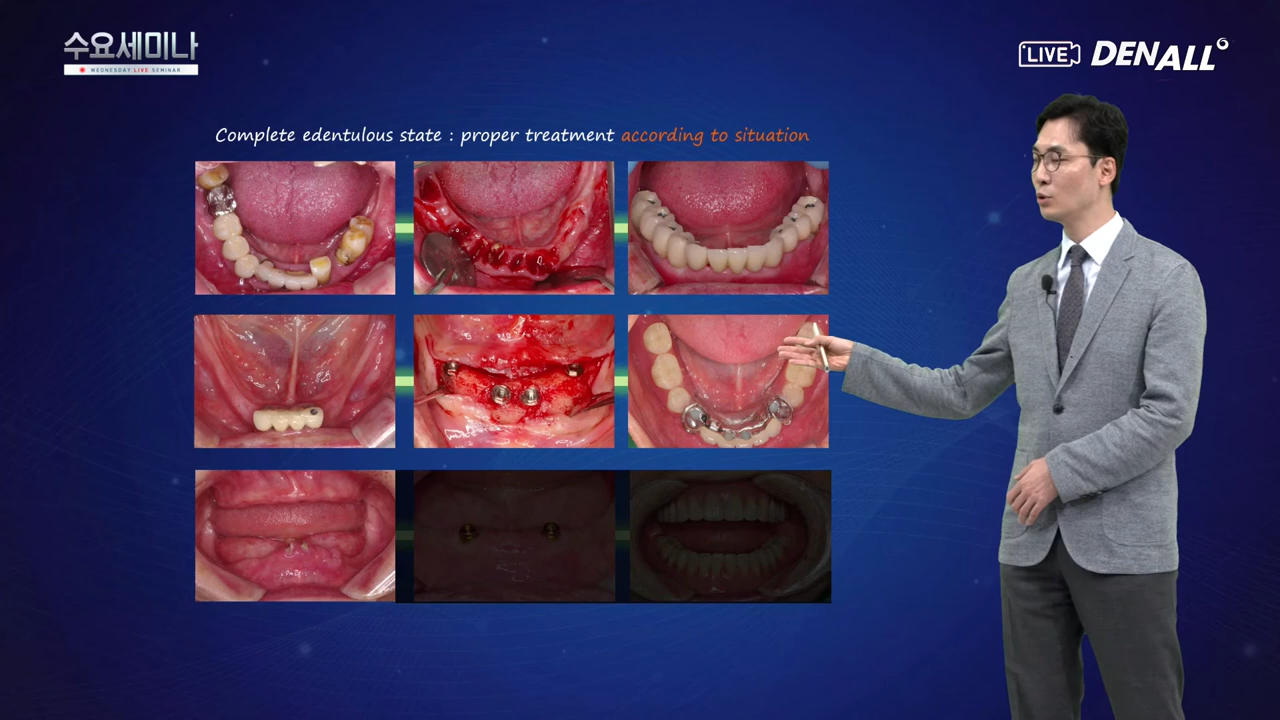 수요세미나
WEDNESDAY LIVE SEMINAR
LIVE DENALL
Complete edentulous state : proper treatment according to situation